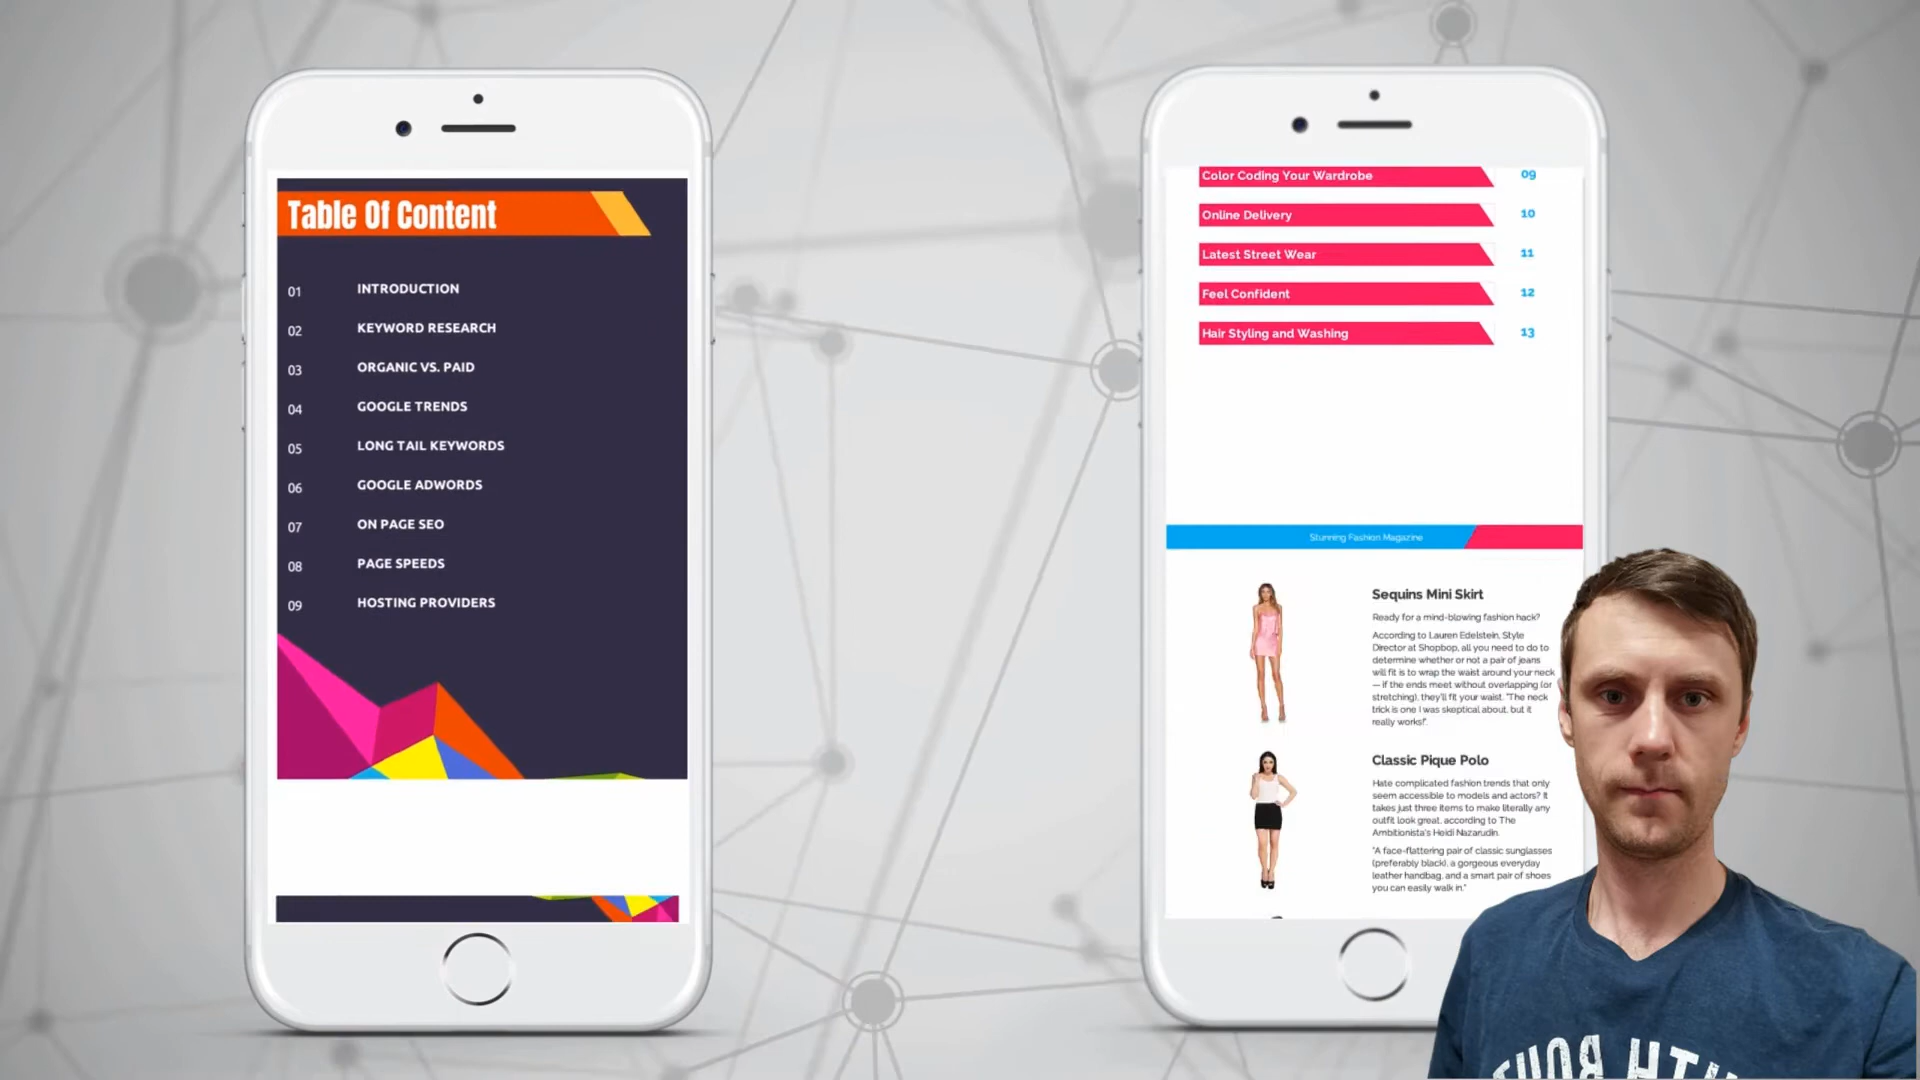 Table Of Content
01 INTRODUCTION
02 KEYWORD RESEARCH
03 ORGANIC VS. PAID
04 GOOGLE TRENDS
05 LONG TAIL KEYWORDS
06 GOOGLE ADWORDS
07 ON PAGE SEO
08 PAGE SPEEDS
09 HOSTING PROVIDERS
Color Coding Your Wardrobe 09
Online Delivery 10
Latest Street Wear 11
Feel Confident 12
Hair Styling and Washing 13
Stunning Fashion Magazine
Sequins Mini Skirt
Ready for a mind-blowing fashion hack?
According to Lauren Edelstein, Style
Director at Shopbop, all you need to do to
determine whether or not a pair of jeans
will fit is to wrap the waist around your neck
— if the ends meet without overlapping (or
stretching), they'll fit your waist. "The neck
trick is one I was skeptical about, but it
really works!".
Classic Pique Polo
Hate complicated fashion trends that only
seem accessible to models and actors? It
takes just three items to make literally any
outfit look great, according to The
Ambitionista's Heidi Nazarudin.
"A face-flattering pair of classic sunglasses
(preferably black), a gorgeous everyday
leather handbag, and a smart pair of shoes
you can easily walk in."